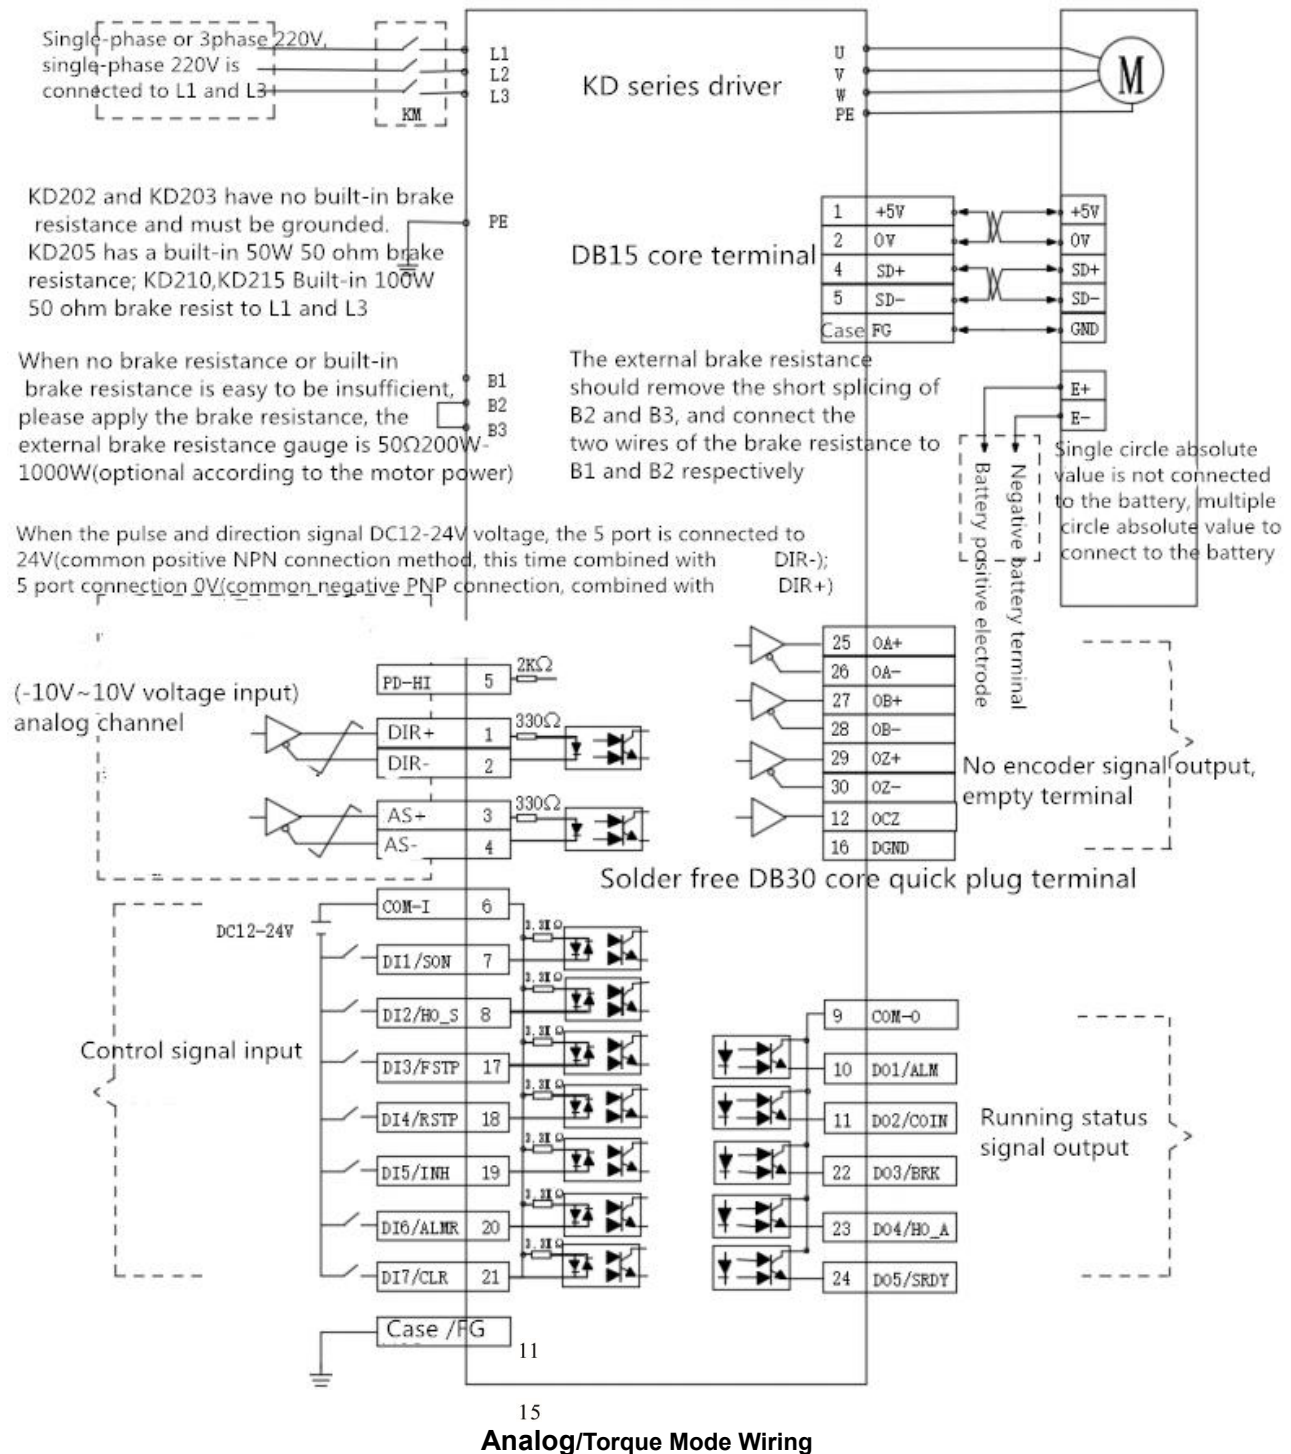 Single-phase or 3phase 220V,
single-phase 220V is
connected to L1 and L3
KM
L1
L2
L3
KD series driver
U
V
W
PE
M
KD202 and KD203 have no built-in brake
resistance and must be grounded.
KD205 has a built-in 50W 50 ohm brake
resistance; KD210,KD215 Built-in 100W
50 ohm brake resist to L1 and L3
PE
DB15 core terminal
1 +5V +5V
2 0V 0V
4 SD+ SD+
5 SD- SD-
Case FG GND
E+
E-
When no brake resistance or built-in
brake resistance is easy to be insufficient,
please apply the brake resistance, the
external brake resistance gauge is 50Ω200W-
1000W(optional according to the motor power)
B1
B2
B3
The external brake resistance
should remove the short splicing of
B2 and B3, and connect the
two wires of the brake resistance to
B1 and B2 respectively
Battery positive electrode
Negative battery terminal
Single circle absolute
value is not connected
to the battery, multiple
circle absolute value to
connect to the battery
When the pulse and direction signal DC12-24V voltage, the 5 port is connected to
24V(common positive NPN connection method, this time combined with DIR-);
5 port connection 0V(common negative PNP connection, combined with DIR+)
(-10V~10V voltage input)
analog channel
PD-HI 5 2KΩ
DIR+ 1 330Ω
DIR- 2
AS+ 3 330Ω
AS- 4
25 OA+
26 OA-
27 OB+
28 OB-
29 OZ+
30 OZ-
12 OCZ
16 DGND
No encoder signal output,
empty terminal
Solder free DB30 core quick plug terminal
COM-I 6
DC12-24V
3.3KΩ
DI1/SON 7
3.3KΩ
DI2/HO_S 8
3.3KΩ
DI3/FSTP 17
3.3KΩ
DI4/RSTP 18
3.3KΩ
DI5/INH 19
3.3KΩ
DI6/ALMR 20
3.3KΩ
DI7/CLR 21
Control signal input
9 COM-O
10 DO1/ALM
11 DO2/COIN
22 DO3/BRK
23 DO4/HO_A
24 DO5/SRDY
Running status
signal output
Case /FG
11
15
Analog/Torque Mode Wiring